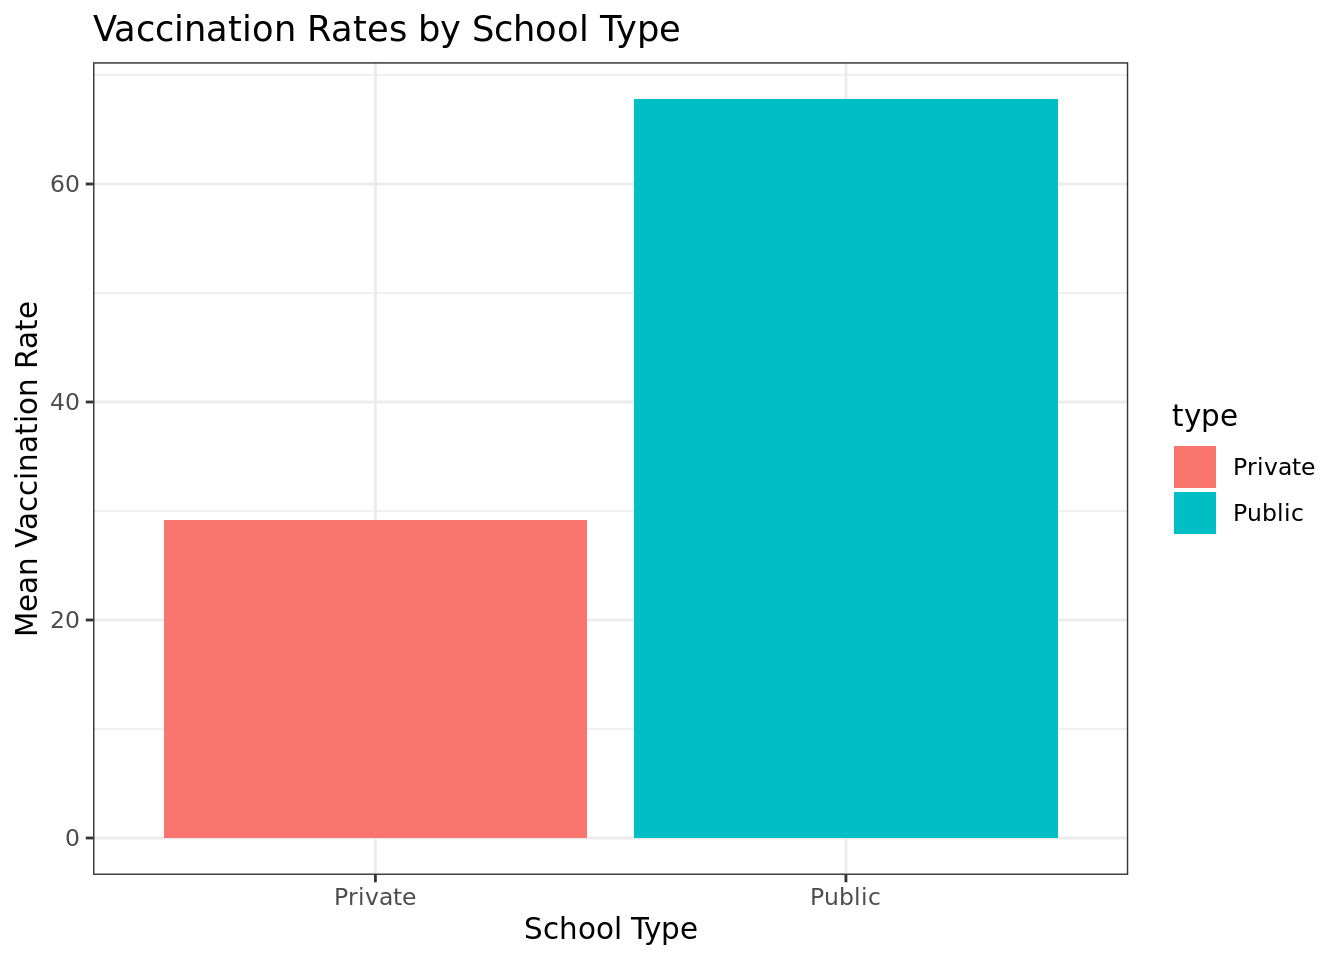 Vaccination Rates by School Type
Mean Vaccination Rate
60
40
20
0
Private
Public
School Type
type
Private
Public